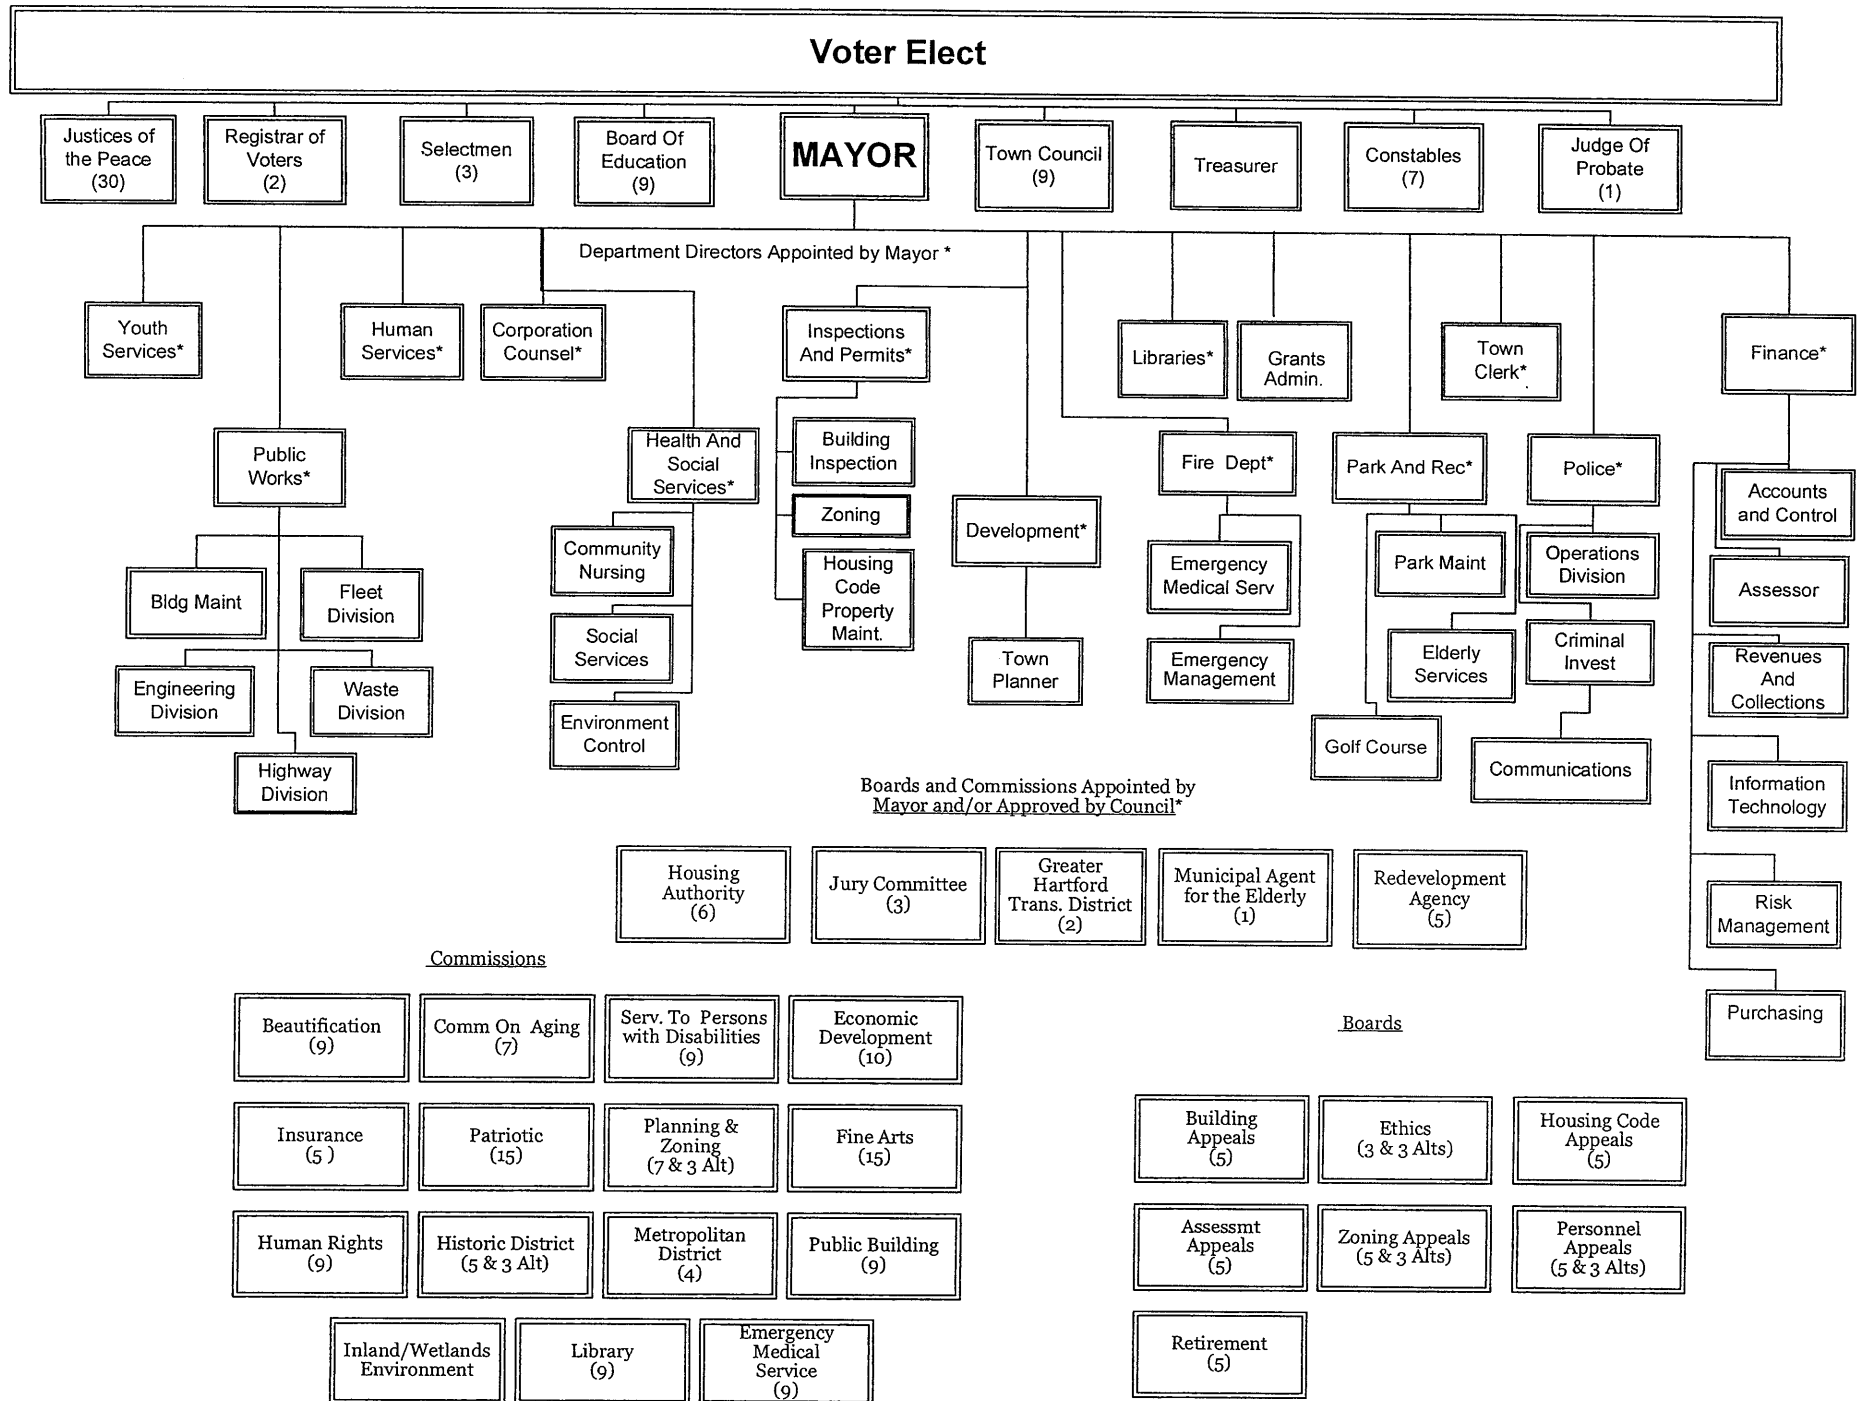 Voter Elect
Justices of
the Peace
(30)
Registrar of
Voters
(2)
Selectmen
(3)
Board Of
Education
(9)
MAYOR
Town Council
(9)
Treasurer
Constables
(7)
Judge Of
Probate
(1)
Department Directors Appointed by Mayor *
Youth
Services*
Human
Services*
Corporation
Counsel*
Inspections
And Permits*
Libraries*
Grants
Admin.
Town
Clerk*
Finance*
Public
Works*
Health And
Social
Services*
Building
Inspection
Zoning
Housing
Code
Property
Maint.
Development*
Fire Dept*
Park And Rec*
Police*
Accounts
and Control
Community
Nursing
Emergency
Medical Serv
Park Maint
Operations
Division
Assessor
Bldg Maint
Fleet
Division
Social
Services
Town
Planner
Emergency
Management
Elderly
Services
Criminal
Invest
Revenues
And
Collections
Engineering
Division
Waste
Division
Environment
Control
Golf Course
Communications
Highway
Division
Information
Technology
Boards and Commissions Appointed by
Mayor and/or Approved by Council*
Housing
Authority
(6)
Jury Committee
(3)
Greater
Hartford
Trans. District
(2)
Municipal Agent
for the Elderly
(1)
Redevelopment
Agency
(5)
Risk
Management
Purchasing
Commissions
Beautification
(9)
Comm On Aging
(7)
Serv. To Persons
with Disabilities
(9)
Economic
Development
(10)
Insurance
(5 )
Patriotic
(15)
Planning &
Zoning
(7 & 3 Alt)
Fine Arts
(15)
Human Rights
(9)
Historic District
(5 & 3 Alt)
Metropolitan
District
(4)
Public Building
(9)
Inland/Wetlands
Environment
Library
(9)
Emergency
Medical
Service
(9)
Boards
Building
Appeals
(5)
Ethics
(3 & 3 Alts)
Housing Code
Appeals
(5)
Assessmt
Appeals
(5)
Zoning Appeals
(5 & 3 Alts)
Personnel
Appeals
(5 & 3 Alts)
Retirement
(5)